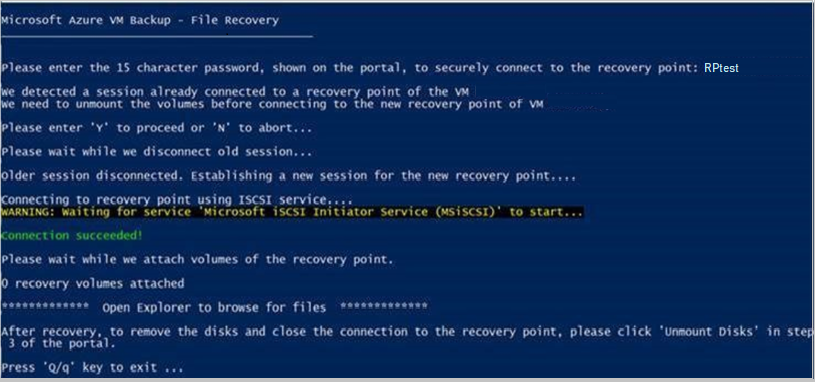 Microsoft Azure VM Backup - File Recovery
Please enter the 15 character password, shown on the portal, to securely connect to the recovery point: RPtest
We detected a session already connected to a recovery point of the VM
We need to unmount the volumes before connecting to the new recovery point of VM
Please enter 'Y' to proceed or 'N' to abort...
Please wait while we disconnect old session...
Older session disconnected. Establishing a new session for the new recovery point....
Connecting to recovery point using ISCSI service....
WARNING: Waiting for service 'Microsoft iSCSI Initiator Service (MSiSCSI)' to start...
Connection succeeded!
Please wait while we attach volumes of the recovery point.
0 recovery volumes attached
************* Open Explorer to browse for files *************
After recovery, to remove the disks and close the connection to the recovery point, please click 'Unmount Disks' in step
3 of the portal.
Press 'Q/q' key to exit ...